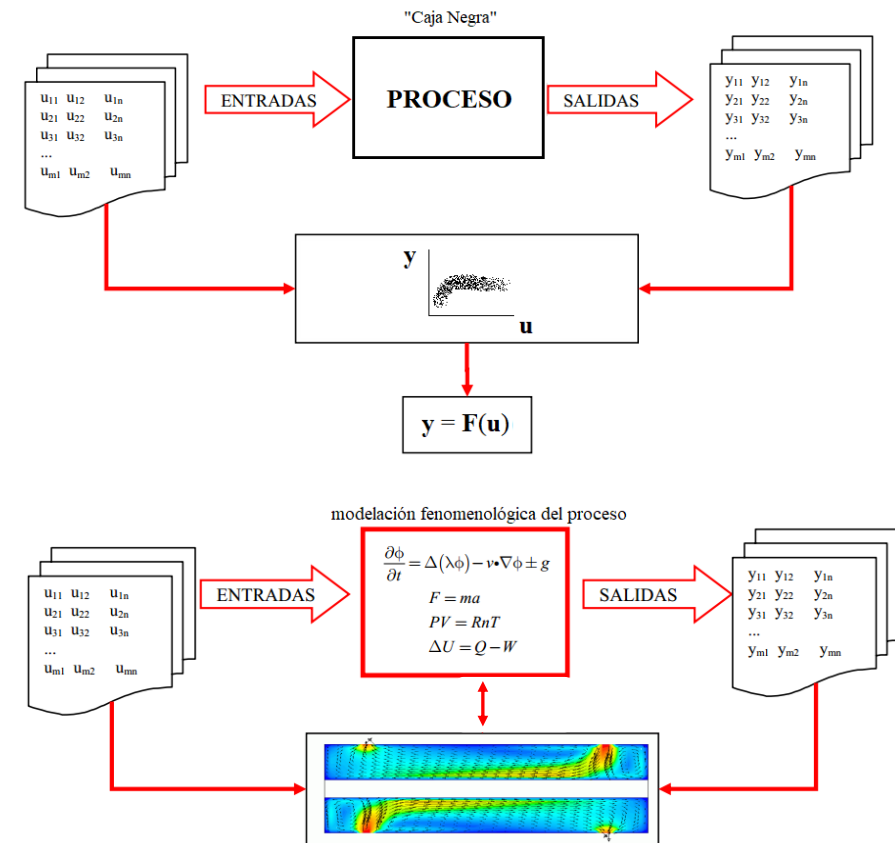 "Caja Negra"
u11 u12 u1n
u21 u22 u2n
u31 u32 u3n
...
um1 um2 umn
ENTRADAS
PROCESO
SALIDAS
y11 y12 y1n
y21 y22 y2n
y31 y32 y3n
...
ym1 ym2 ymn
y
u
y = F(u)
modelación fenomenológica del proceso
u11 u12 u1n
u21 u22 u2n
u31 u32 u3n
...
um1 um2 umn
ENTRADAS
∂ϕ/∂t = Δ(λϕ) − v•∇ϕ ± g
F = ma
PV = RnT
ΔU = Q − W
SALIDAS
y11 y12 y1n
y21 y22 y2n
y31 y32 y3n
...
ym1 ym2 ymn